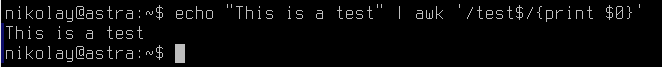 nikolay@astra:~$ echo "This is a test" | awk '/test$/{print $0}'
This is a test
nikolay@astra:~$